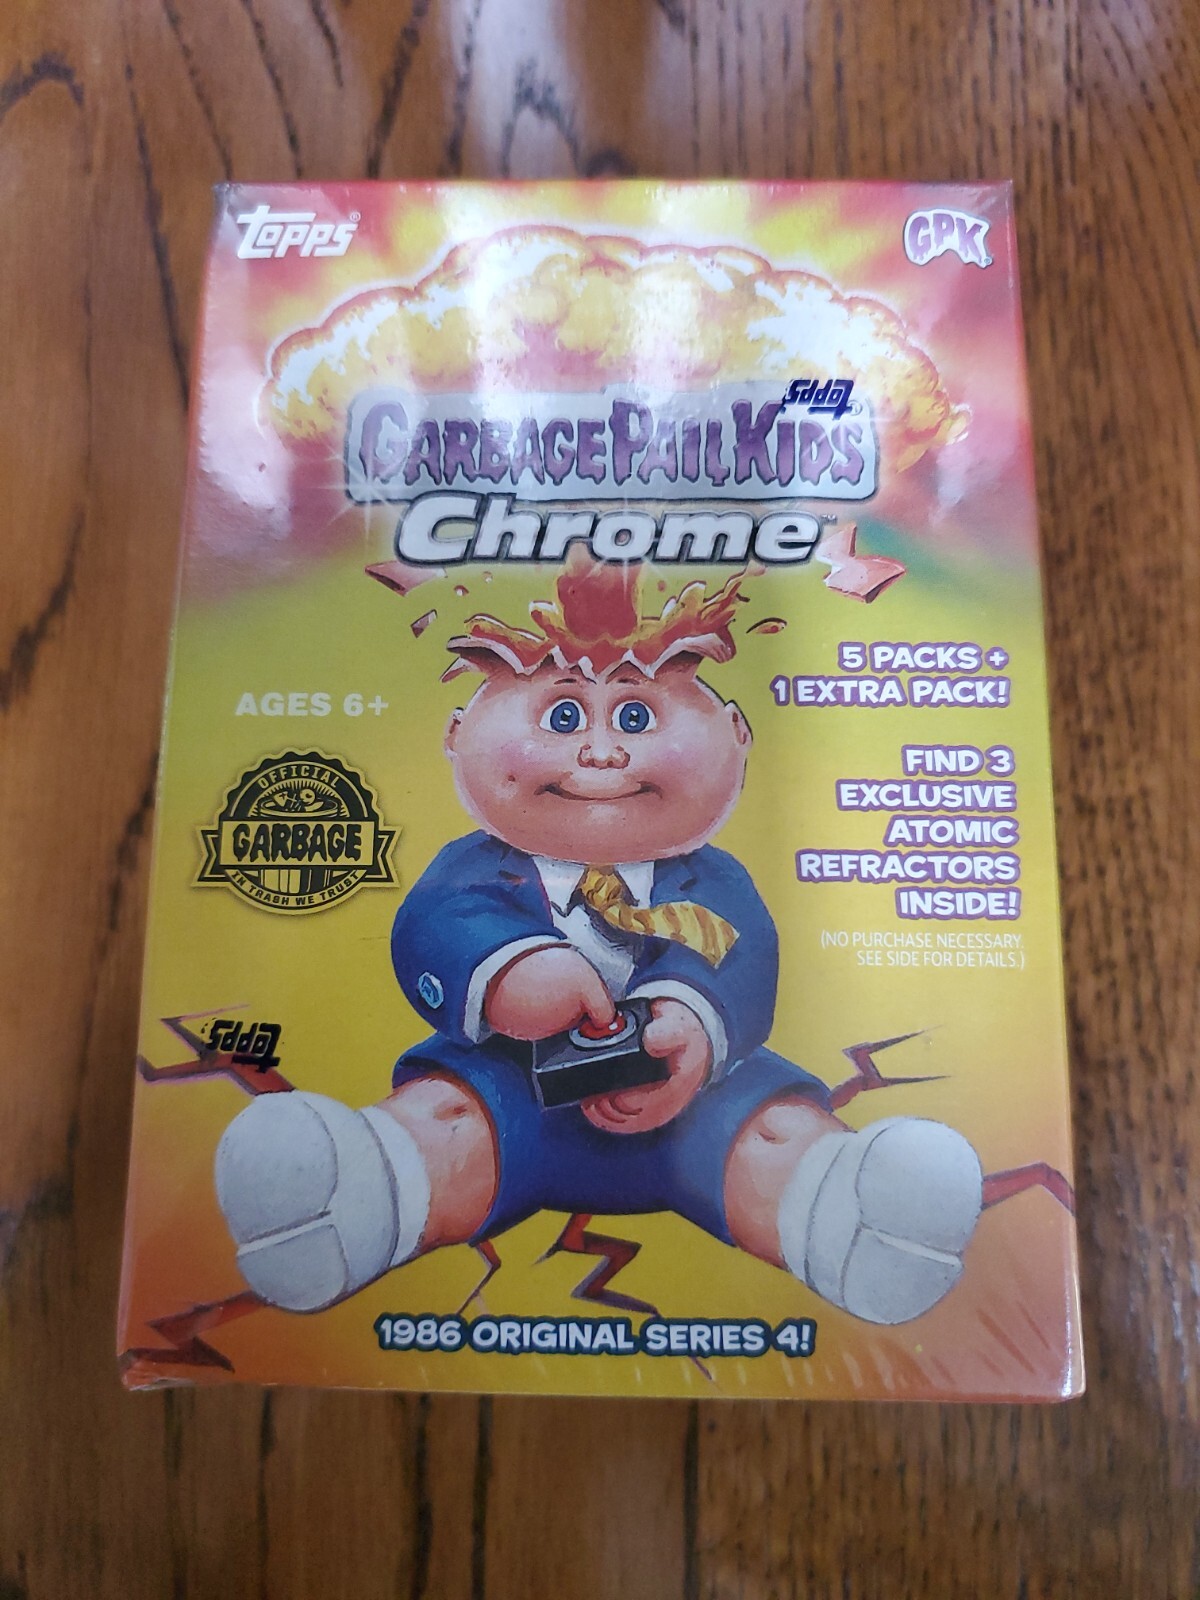 topps®
GPK®
topps®
GARBAGE PAIL KIDS
Chrome™
5 PACKS +
1 EXTRA PACK!
AGES 6+
FIND 3
EXCLUSIVE
ATOMIC
REFRACTORS
INSIDE!
(NO PURCHASE NECESSARY.
SEE SIDE FOR DETAILS.)
OFFICIAL
GARBAGE
IN TRASH WE TRUST
topps
1986 ORIGINAL SERIES 4!